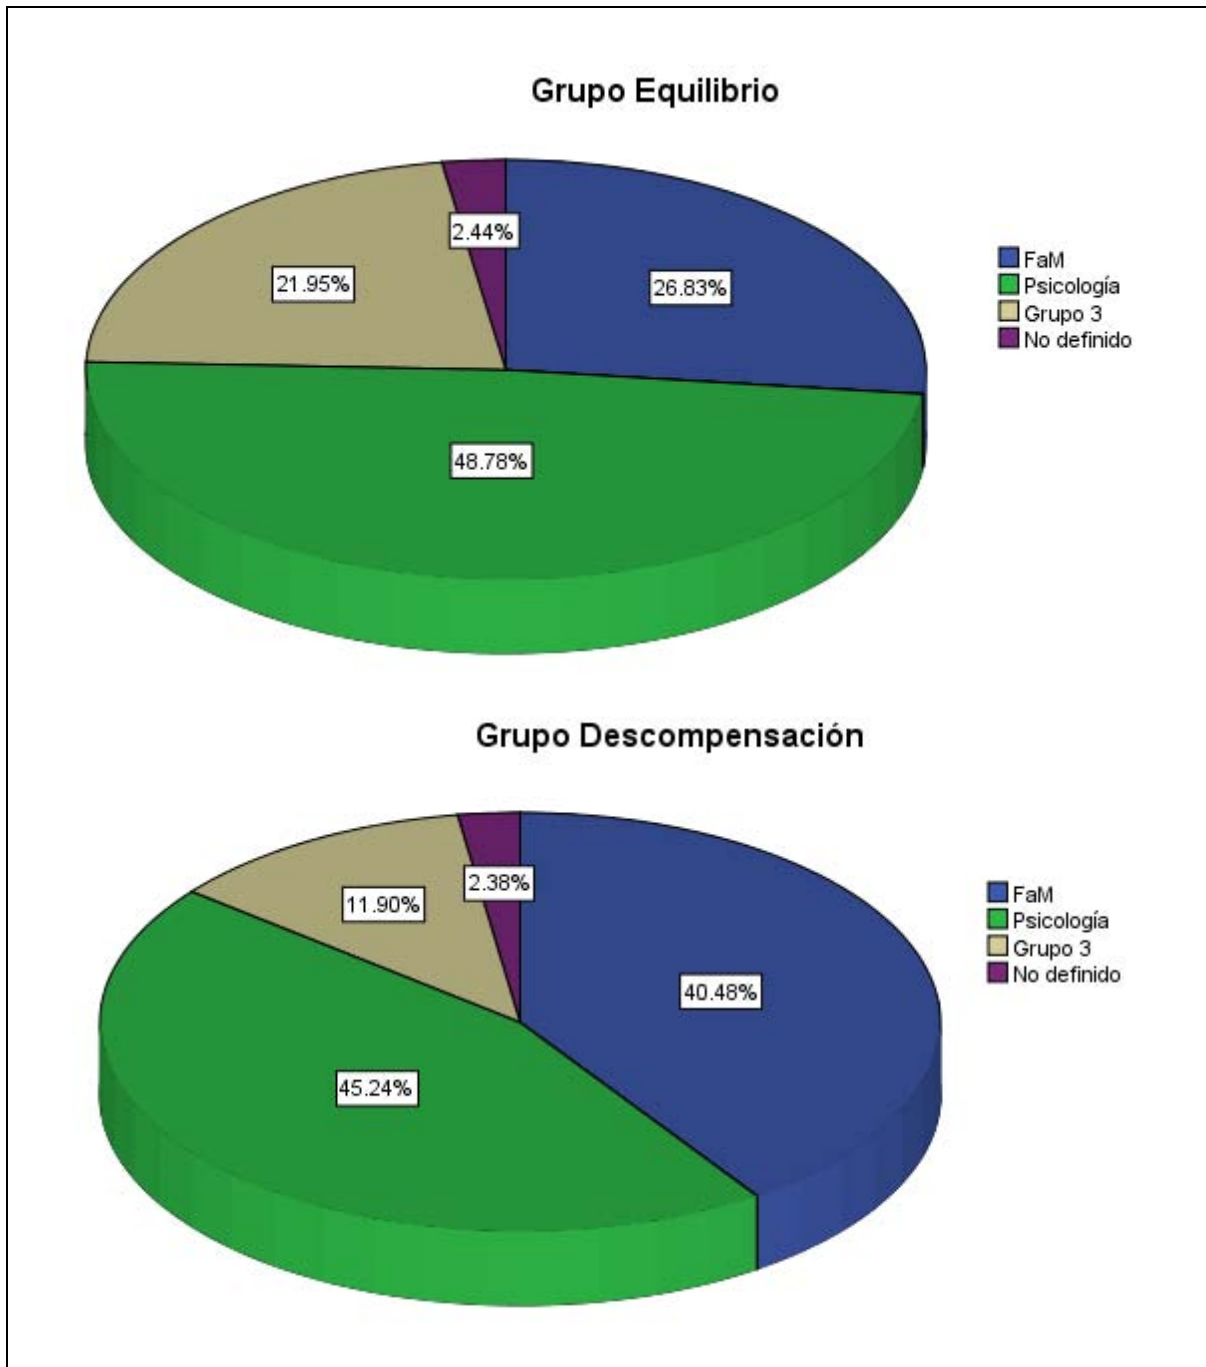 Grupo Equilibrio
2.44%
21.95%
26.83%
48.78%
FaM
Psicología
Grupo 3
No definido
Grupo Descompensación
2.38%
11.90%
40.48%
45.24%
FaM
Psicología
Grupo 3
No definido